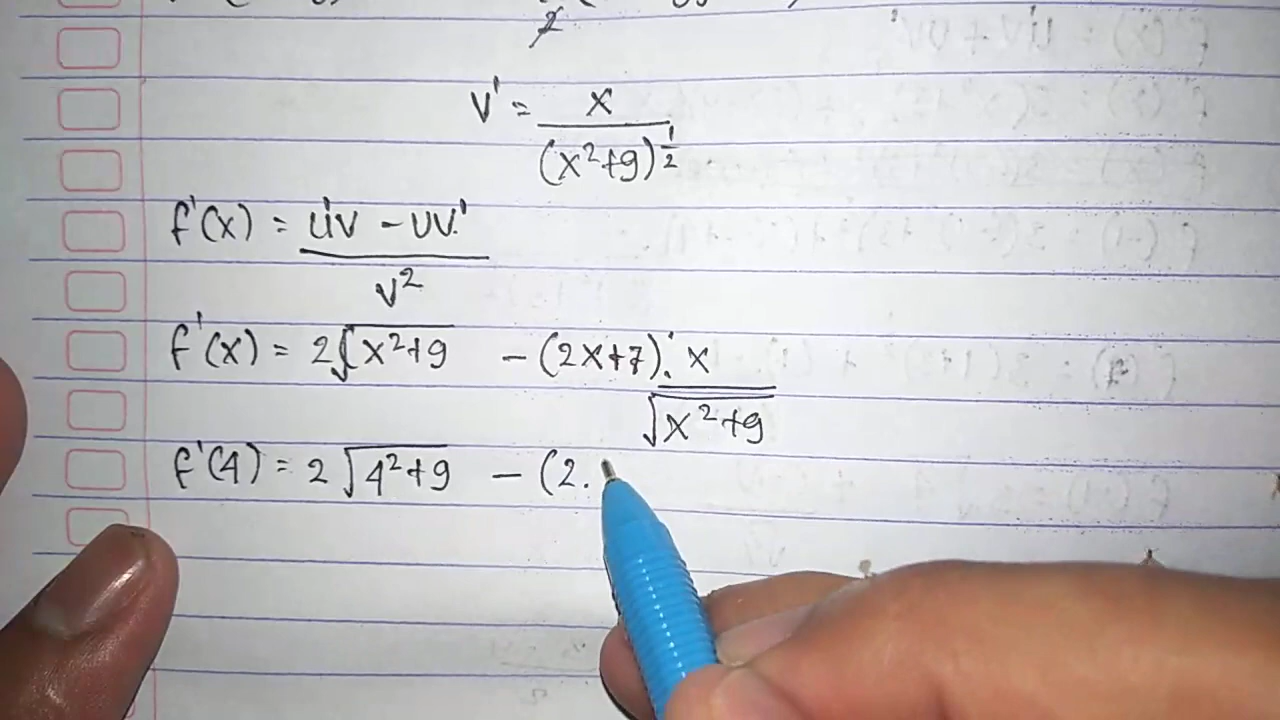 v' = x
(x²+9)^½
f'(x) = u'v - uv'
v²
f'(x) = 2√(x²+9) - (2x+7). x
√(x²+9)
f'(4) = 2√(4²+9) - (2.